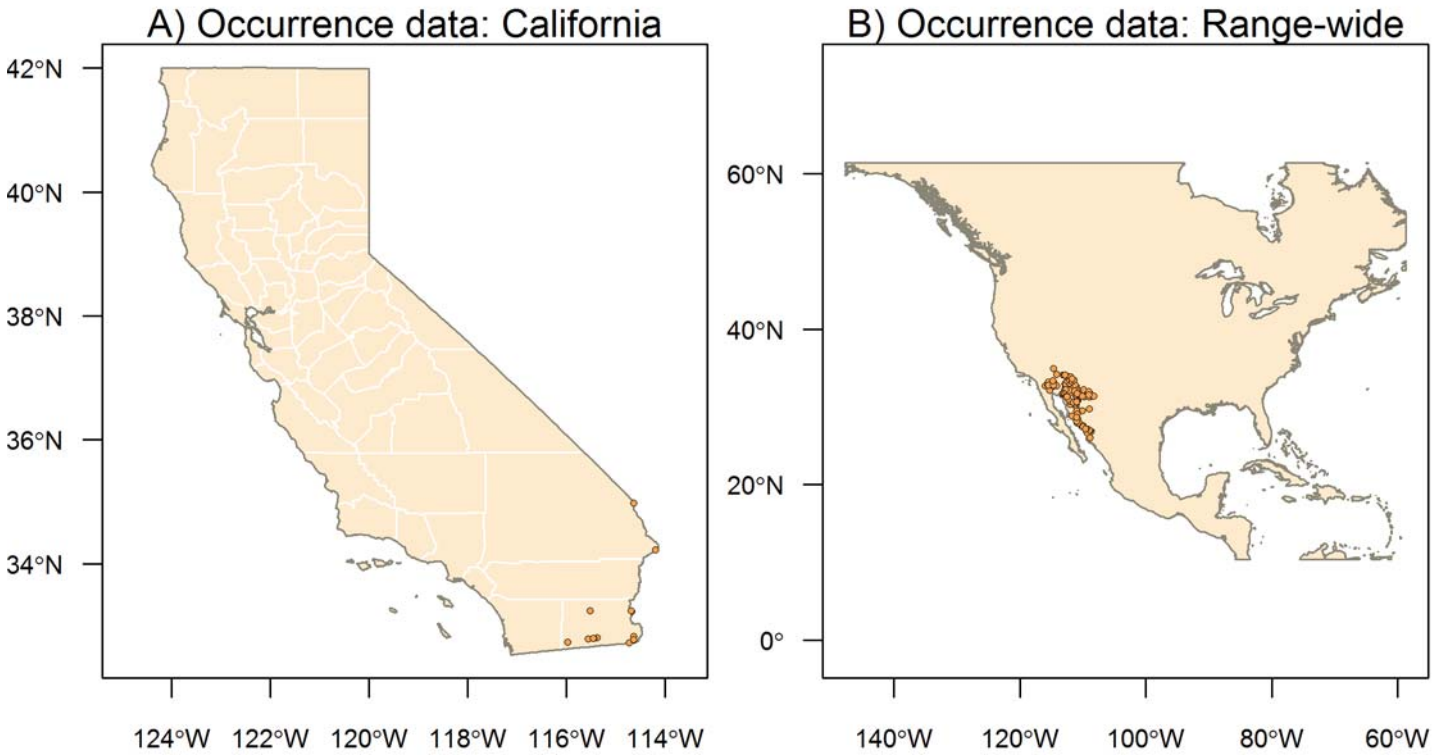 A) Occurrence data: California
42°N
40°N
38°N
36°N
34°N
124°W 122°W 120°W 118°W 116°W 114°W
B) Occurrence data: Range-wide
60°N
40°N
20°N
0°
140°W 120°W 100°W 80°W 60°W